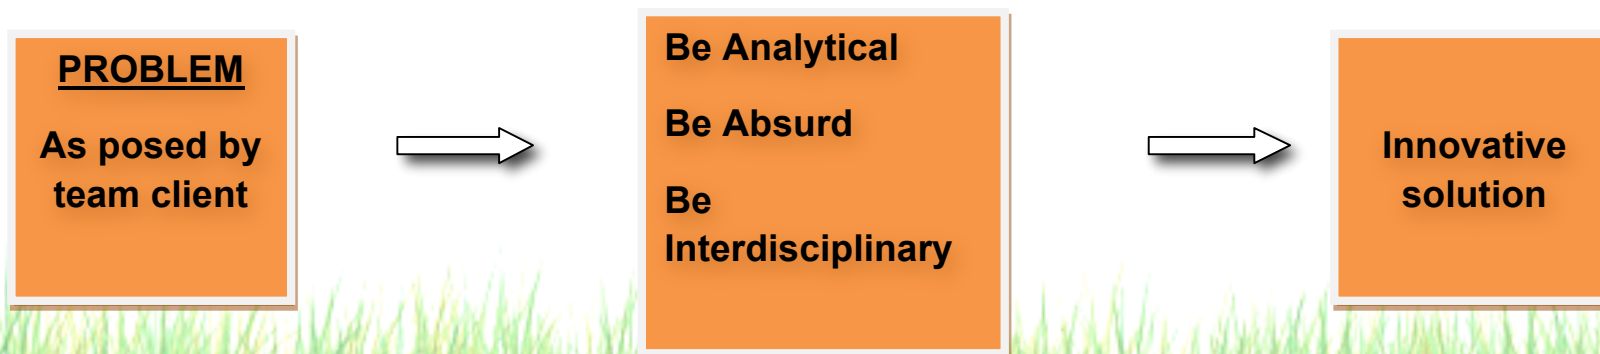 PROBLEM
As posed by
team client
Be Analytical
Be Absurd
Be
Interdisciplinary
Innovative
solution